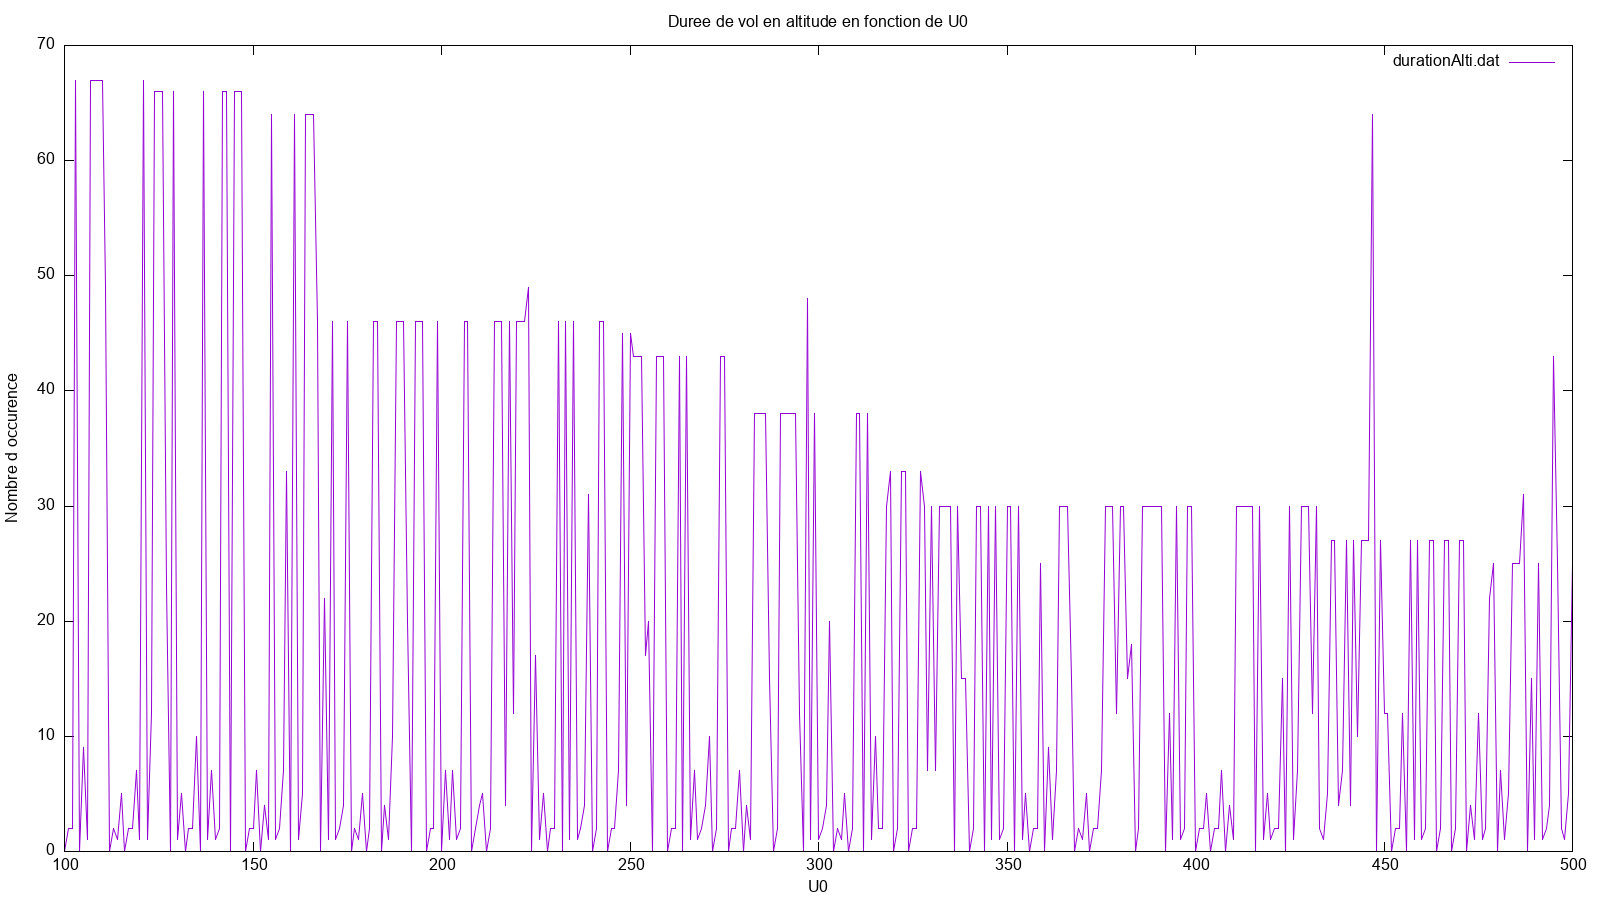 Duree de vol en altitude en fonction de U0
durationAlti.dat
Nombre d occurence
70
60
50
40
30
20
10
0
100 150 200 250 300 350 400 450 500
U0